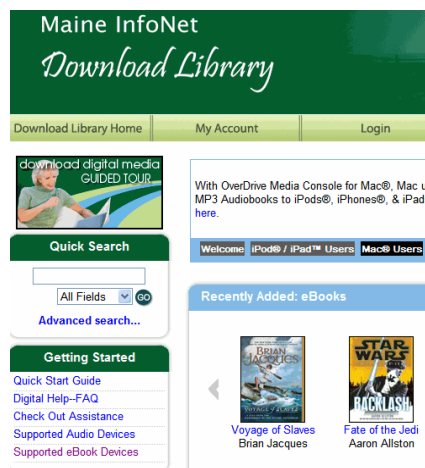 Maine InfoNet
Download Library
Download Library Home
My Account
Login
download digital media
GUIDED TOUR...
With OverDrive Media Console for Mac®, Mac u
MP3 Audiobooks to iPods®, iPhones®, & iPad
here.
Welcome
iPod® / iPad™ Users
Mac® Users
Quick Search
All Fields
GO
Advanced search...
Getting Started
Quick Start Guide
Digital Help--FAQ
Check Out Assistance
Supported Audio Devices
Supported eBook Devices
Recently Added: eBooks
BRIAN
JACQUES
VOYAGE of SLAVES
Voyage of Slaves
Brian Jacques
STAR
WARS
BACKLASH
Fate of the Jedi
Aaron Allston